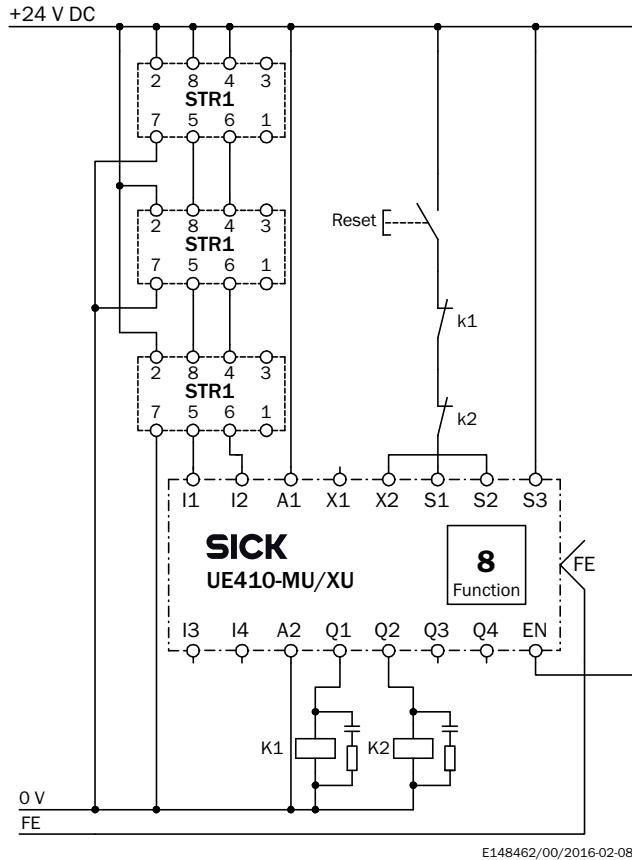 +24 V DC
2 8 4 3
STR1
7 5 6 1
2 8 4 3
STR1
7 5 6 1
Reset
k1
2 8 4 3
STR1
7 5 6 1
k2
I1 I2 A1 X1 X2 S1 S2 S3
SICK
UE410-MU/XU
8
Function
FE
I3 I4 A2 Q1 Q2 Q3 Q4 EN
K1 K2
0 V
FE
E148462/00/2016-02-08